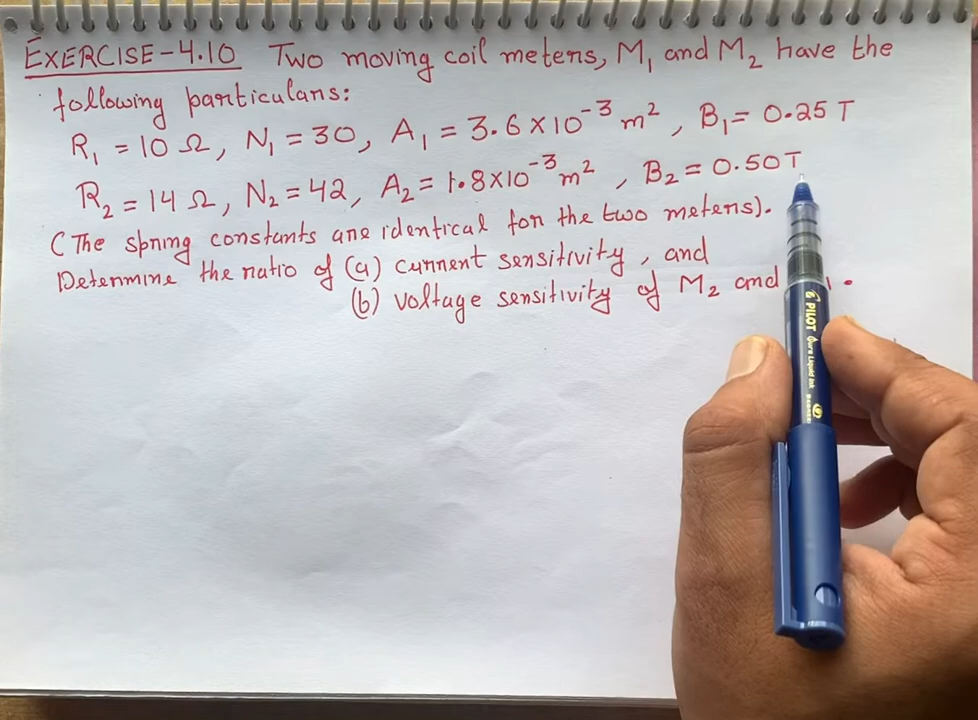 EXERCISE-4.10 Two moving coil meters, M₁ and M₂ have the
following particulars:
R₁ = 10 Ω, N₁ = 30, A₁ = 3.6 × 10⁻³ m², B₁ = 0.25 T
R₂ = 14 Ω, N₂ = 42, A₂ = 1.8 × 10⁻³ m², B₂ = 0.50 T
(The spring constants are identical for the two meters).
Determine the ratio of (a) current sensitivity, and
(b) voltage sensitivity of M₂ and ₁.
PILOT